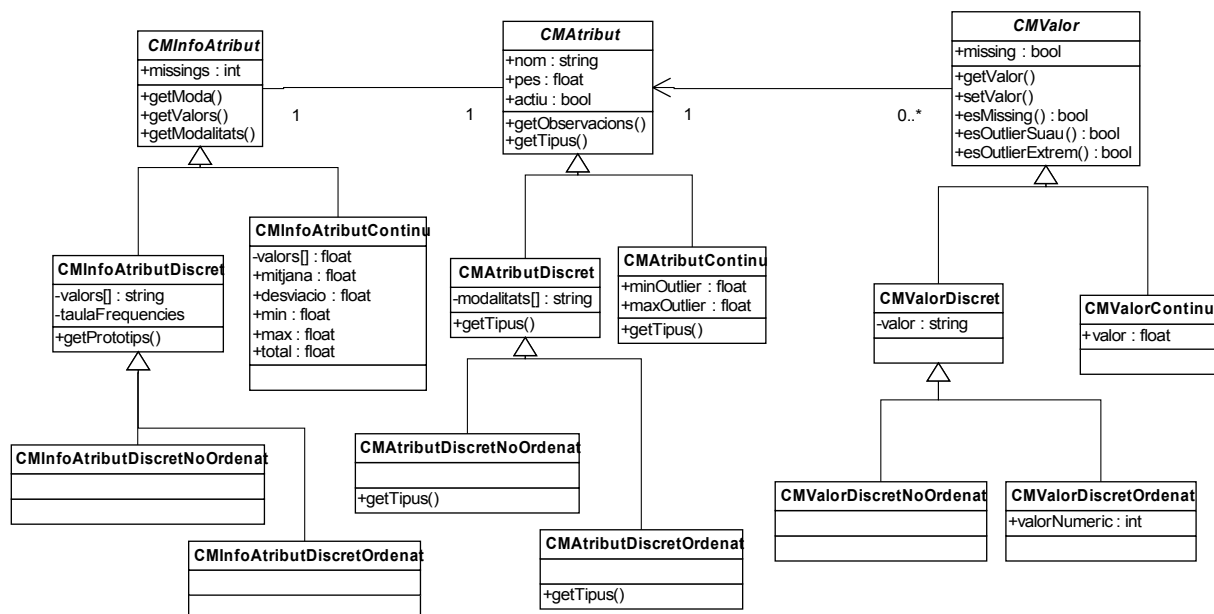 CMInfoAtribut
+missings : int
+getModa()
+getValors()
+getModalitats()
CMAtribut
+nom : string
+pes : float
+actiu : bool
+getObservacions()
+getTipus()
CMValor
+missing : bool
+getValor()
+setValor()
+esMissing() : bool
+esOutlierSuau() : bool
+esOutlierExtrem() : bool
1
1
1
0..*
CMInfoAtributDiscret
-valors[] : string
-taulaFrequencies
+getPrototips()
CMInfoAtributContinu
-valors[] : float
+mitjana : float
+desviacio : float
+min : float
+max : float
+total : float
CMAtributDiscret
-modalitats[] : string
+getTipus()
CMAtributContinu
+minOutlier : float
+maxOutlier : float
+getTipus()
CMValorDiscret
-valor : string
CMValorContinu
+valor : float
CMInfoAtributDiscretNoOrdenat
CMInfoAtributDiscretOrdenat
CMAtributDiscretNoOrdenat
+getTipus()
CMAtributDiscretOrdenat
+getTipus()
CMValorDiscretNoOrdenat
CMValorDiscretOrdenat
+valorNumeric : int